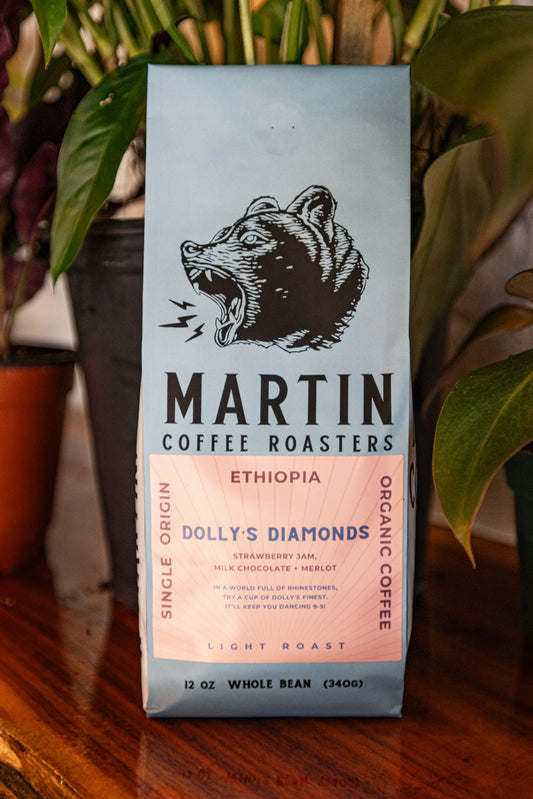 MARTIN
COFFEE ROASTERS
ETHIOPIA
SINGLE ORIGIN
ORGANIC COFFEE
DOLLY'S DIAMONDS
STRAWBERRY JAM,
MILK CHOCOLATE + MERLOT
IN A WORLD FULL OF RHINESTONES,
TRY A CUP OF DOLLY'S FINEST.
IT'LL KEEP YOU DANCING 9-5!
LIGHT ROAST
12 OZ WHOLE BEAN (340G)